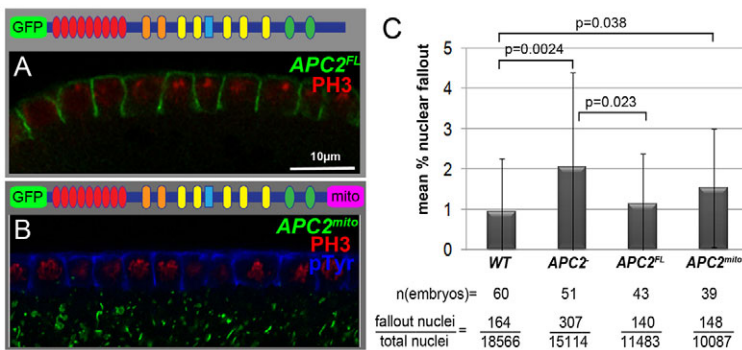 GFP
A
APC2FL
PH3
10µm
GFP
mito
B
APC2mito
PH3
pTyr
C
p=0.038
p=0.0024
p=0.023
mean % nuclear fallout
5
4
3
2
1
0
WT APC2- APC2FL APC2mito
n(embryos)= 60 51 43 39
fallout nuclei 164 307 140 148
total nuclei = 18566 15114 11483 10087